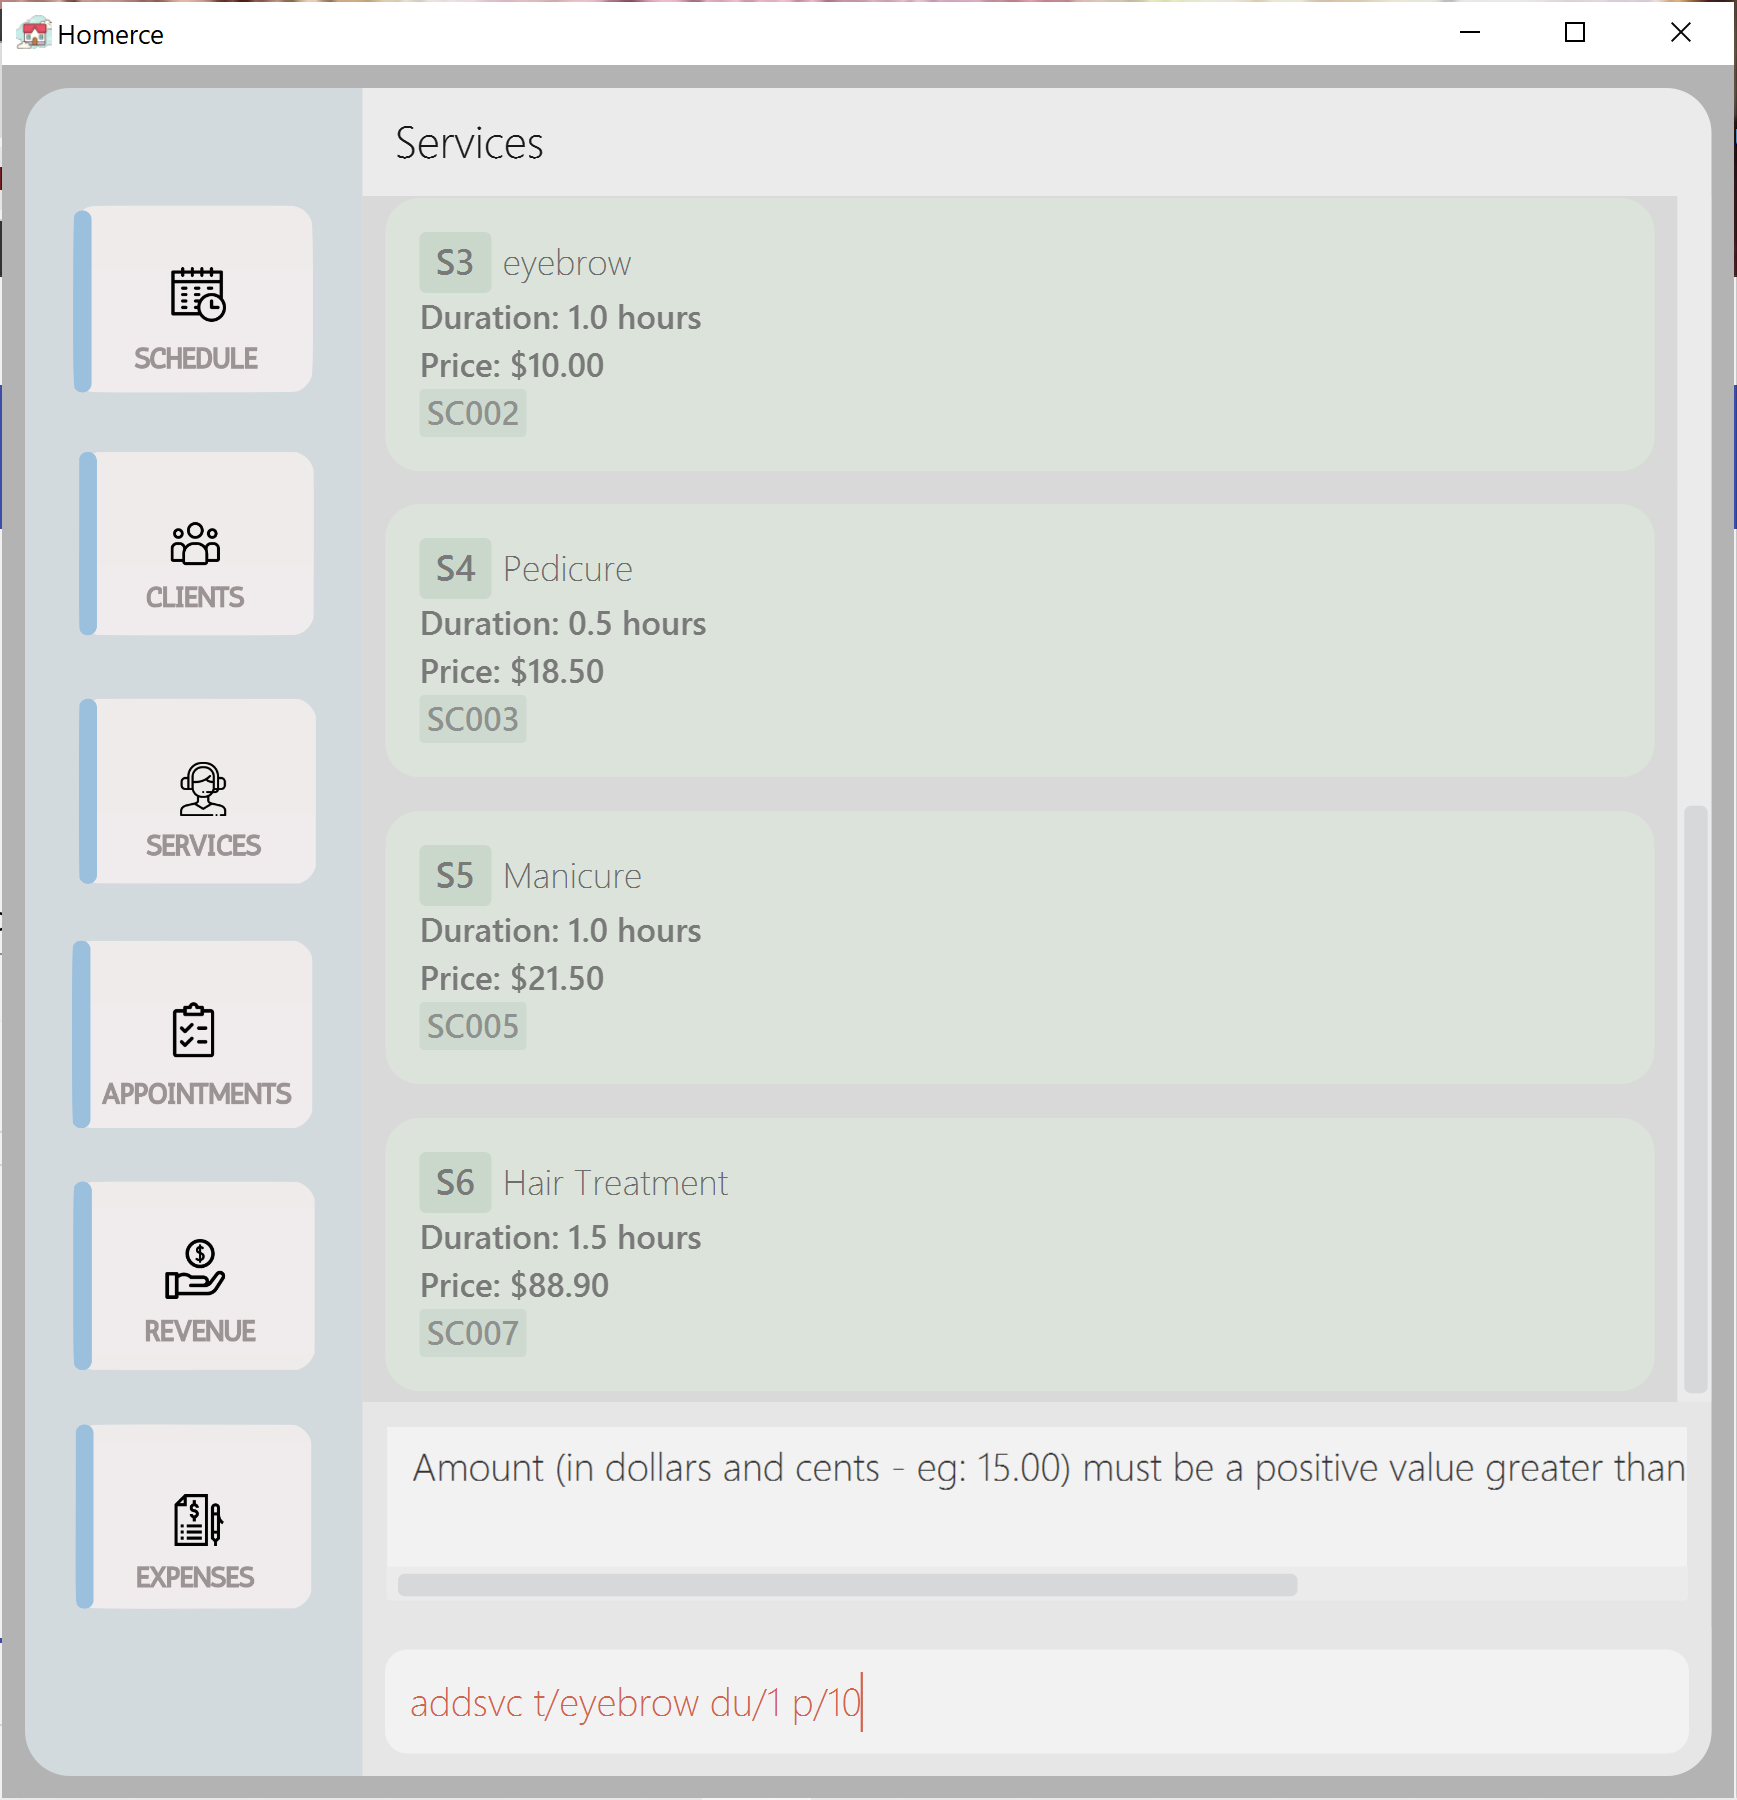 Homerce
Services
SCHEDULE
CLIENTS
SERVICES
APPOINTMENTS
REVENUE
EXPENSES
S3 eyebrow
Duration: 1.0 hours
Price: $10.00
SC002
S4 Pedicure
Duration: 0.5 hours
Price: $18.50
SC003
S5 Manicure
Duration: 1.0 hours
Price: $21.50
SC005
S6 Hair Treatment
Duration: 1.5 hours
Price: $88.90
SC007
Amount (in dollars and cents - eg: 15.00) must be a positive value greater than
addsvc t/eyebrow du/1 p/10